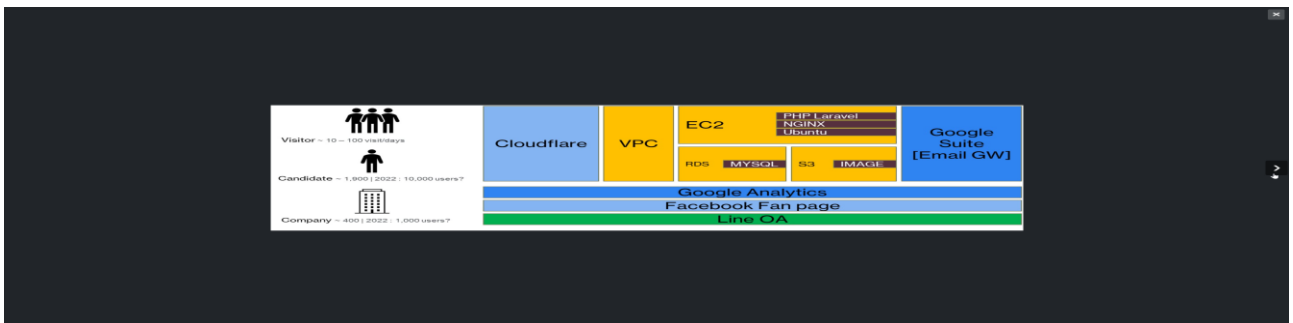 Visitor ~ 10 – 100 visit/days
Candidate ~ 1,900 | 2022 : 10,000 users?
Company ~ 400 | 2022 : 1,000 users?
Cloudflare
VPC
EC2
PHP Laravel
NGINX
Ubuntu
RDS
MYSQL
S3
IMAGE
Google
Suite
[Email GW]
Google Analytics
Facebook Fan page
Line OA